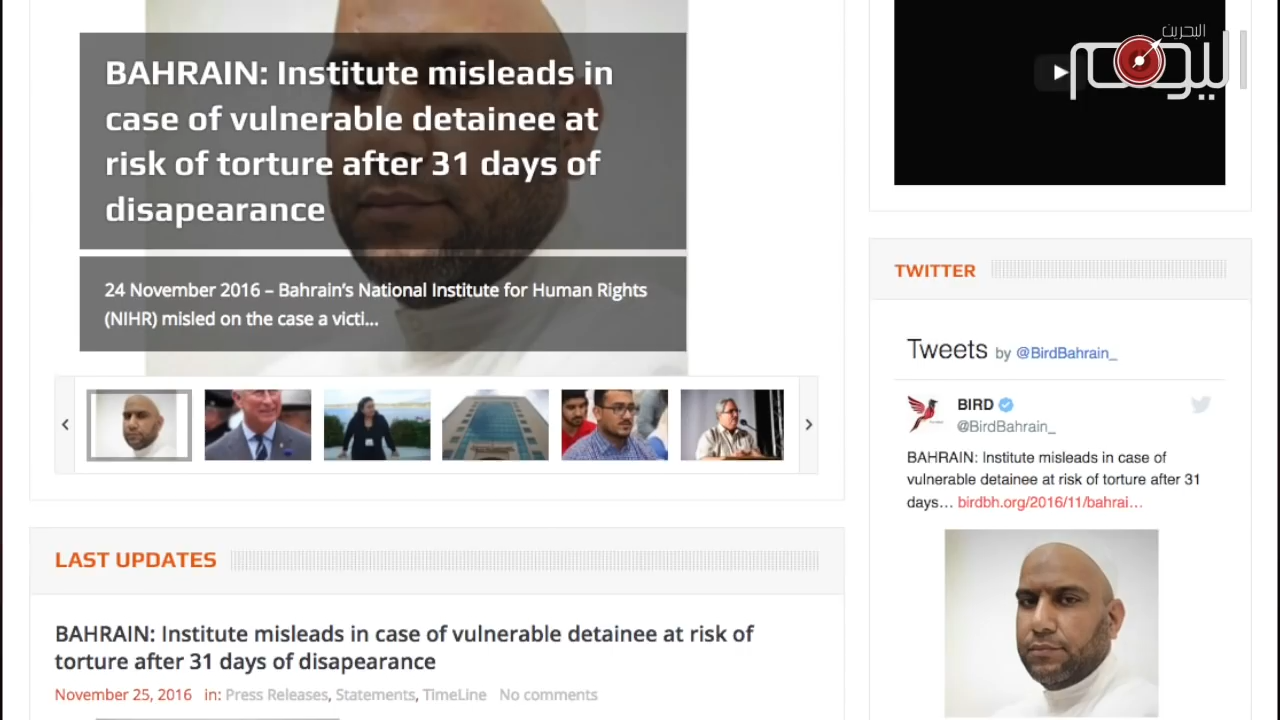 BAHRAIN: Institute misleads in
case of vulnerable detainee at
risk of torture after 31 days of
disapearance
24 November 2016 – Bahrain's National Institute for Human Rights
(NIHR) misled on the case a victi...
LAST UPDATES
BAHRAIN: Institute misleads in case of vulnerable detainee at risk of
torture after 31 days of disapearance
November 25, 2016 in: Press Releases, Statements, TimeLine No comments
البحرين
اليوم
TWITTER
Tweets by @BirdBahrain_
BIRD
@BirdBahrain_
BAHRAIN: Institute misleads in case of
vulnerable detainee at risk of torture after 31
days… birdbh.org/2016/11/bahrai…